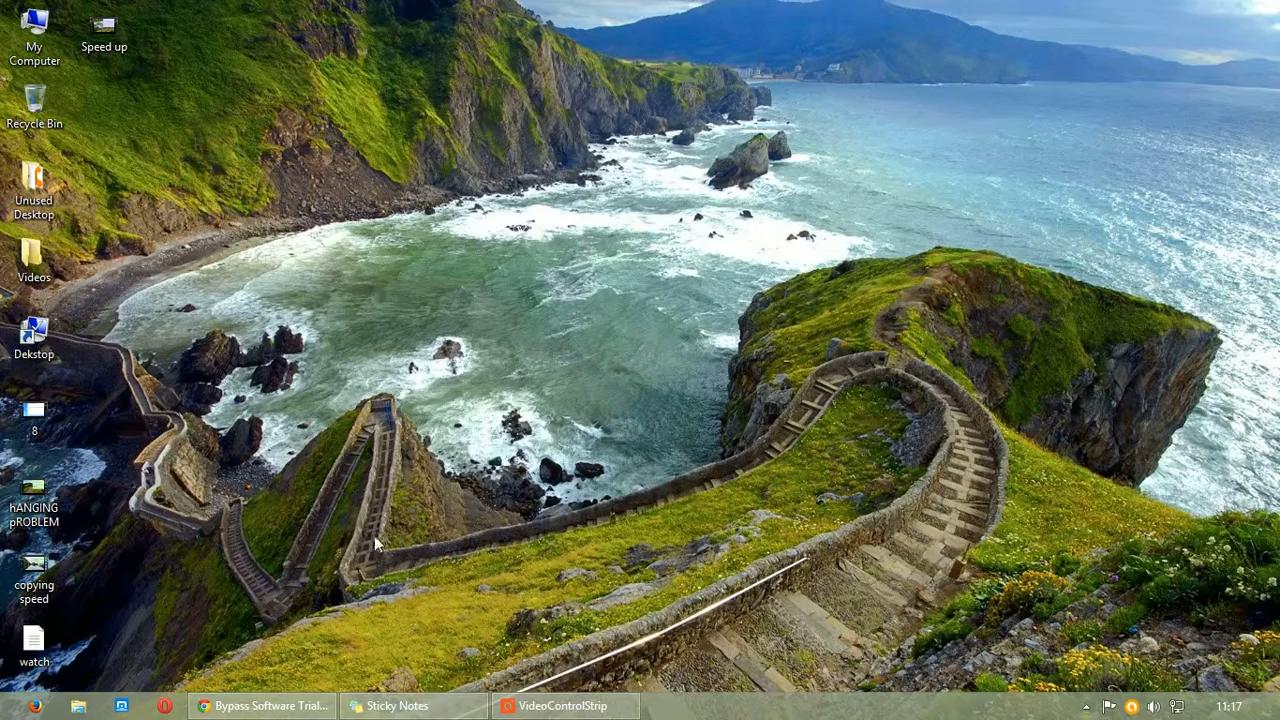 My
Computer
Speed up
Recycle Bin
Unused
Desktop
Videos
Dekstop
8
hANGING
pROBLEM
copying
speed
watch
Bypass Software Trial...
Sticky Notes
VideoControlStrip
11:17